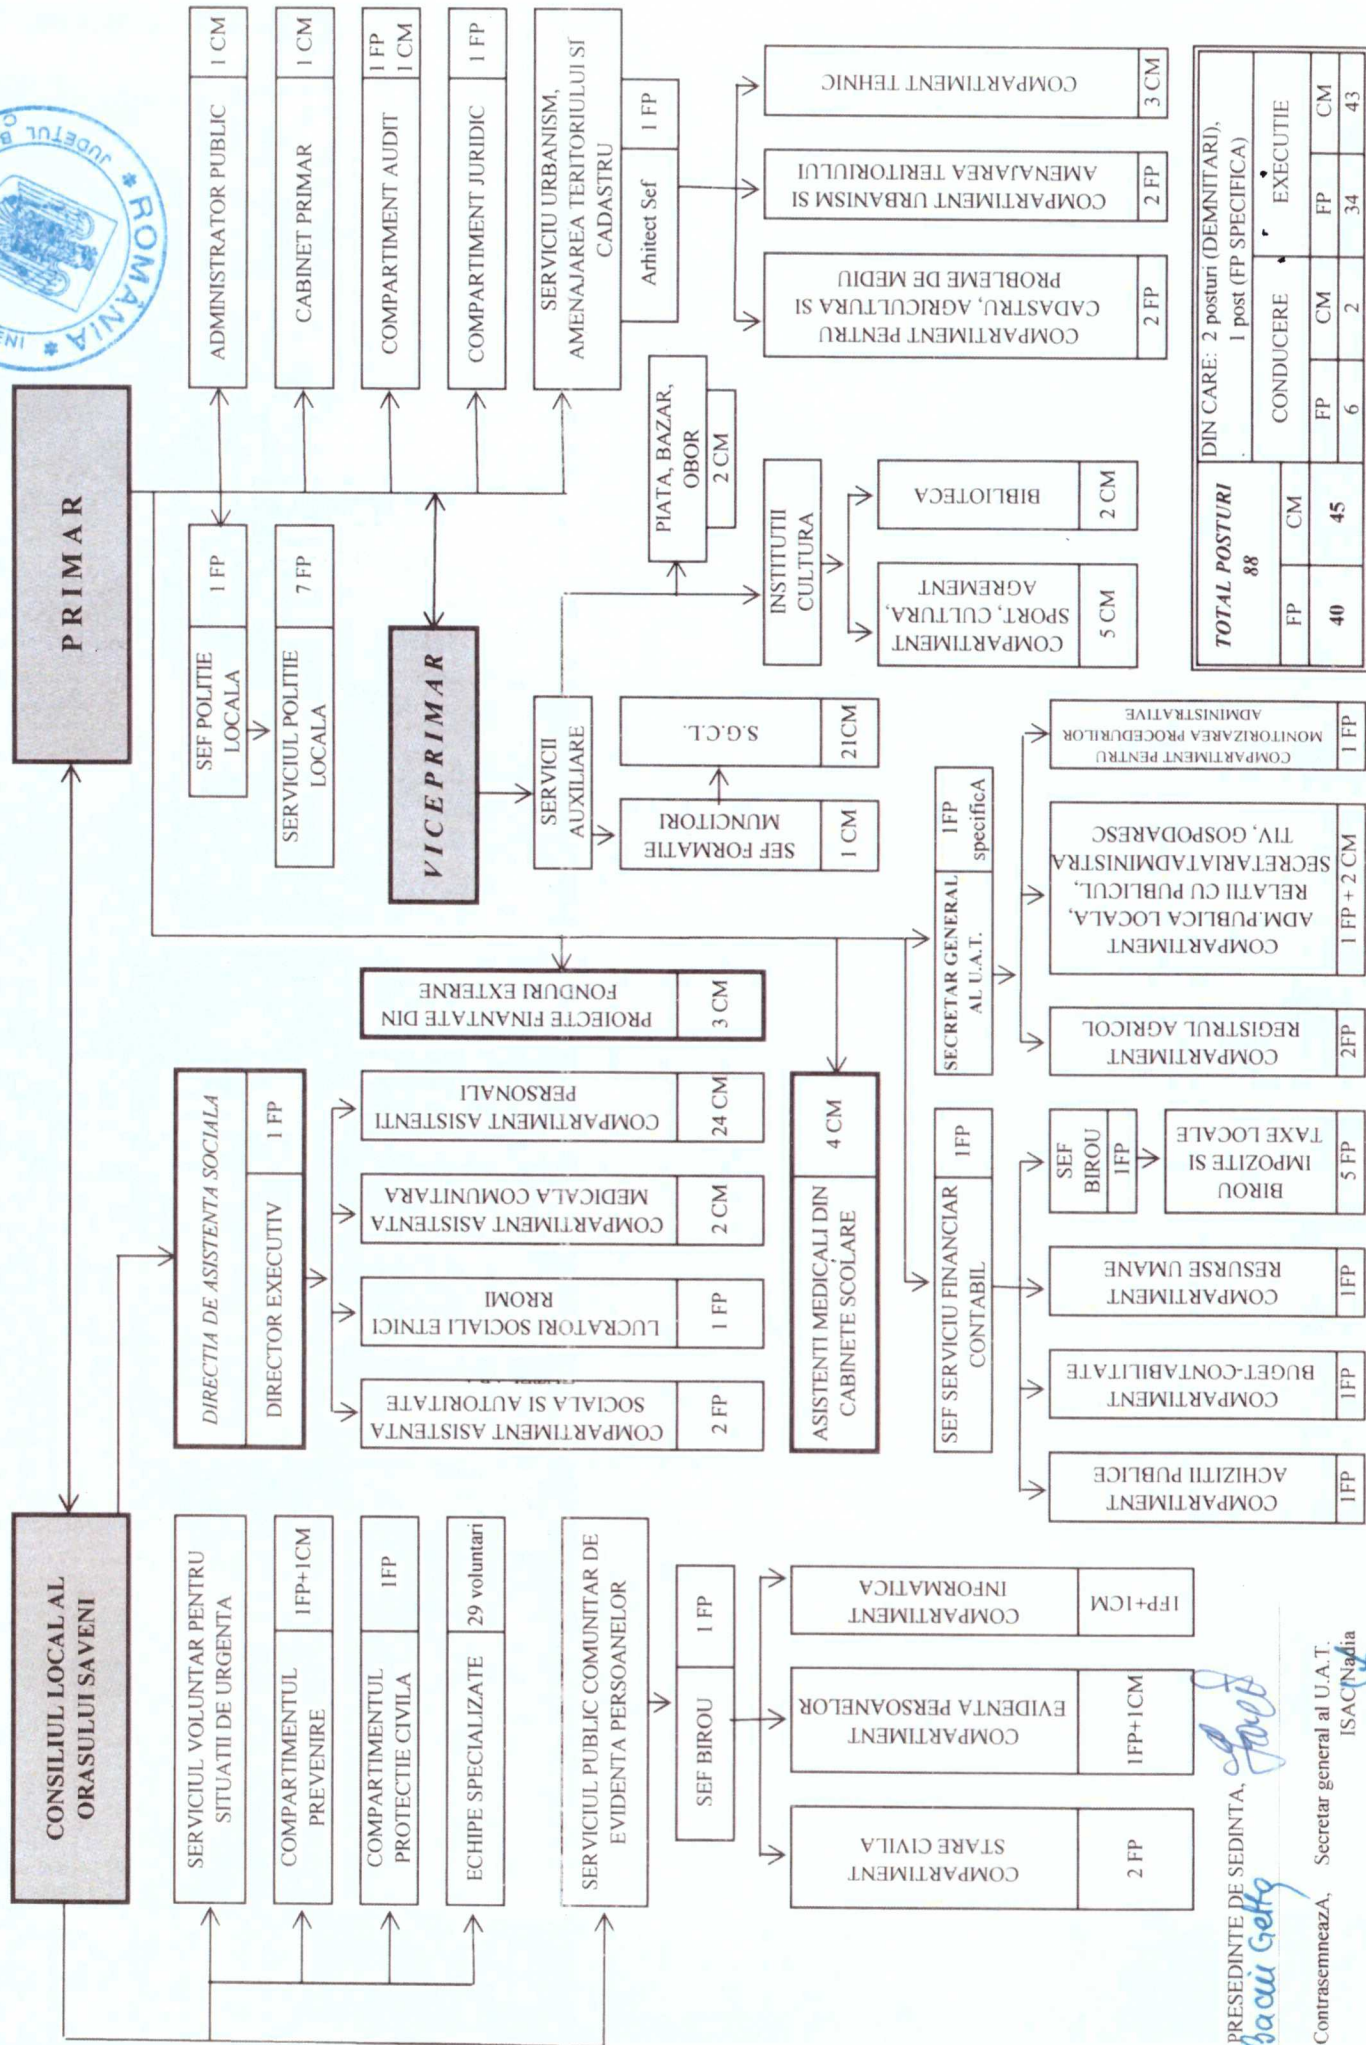 CONSILIUL LOCAL AL
ORASULUI SAVENI
PRIMAR
SERVICIUL VOLUNTAR PENTRU
SITUATII DE URGENTA
COMPARTIMENTUL
PREVENIRE
1FP+1CM
COMPARTIMENTUL
PROTECTIE CIVILA
1FP
ECHIPE SPECIALIZATE
29 voluntari
SERVICIUL PUBLIC COMUNITAR DE
EVIDENTA PERSOANELOR
SEF BIROU
1 FP
COMPARTIMENT
STARE CIVILA
2 FP
COMPARTIMENT
EVIDENTA PERSOANELOR
1FP+1CM
COMPARTIMENT
INFORMATICA
1FP+1CM
DIRECTIA DE ASISTENTA SOCIALA
DIRECTOR EXECUTIV
1 FP
COMPARTIMENT ASISTENTA
SOCIALA SI AUTORITATE
2 FP
LUCRATORI SOCIALI ETNICI
RROMI
1 FP
COMPARTIMENT ASISTENTA
MEDICALA COMUNITARA
2 CM
COMPARTIMENT ASISTENTI
PERSONALI
24 CM
PROIECTE FINANTATE DIN
FONDURI EXTERNE
3 CM
ASISTENTI MEDICALI DIN
CABINETE SCOLARE
4 CM
SEF SERVICIU FINANCIAR
CONTABIL
1FP
COMPARTIMENT
ACHIZITII PUBLICE
1FP
COMPARTIMENT
BUGET-CONTABILITATE
1FP
COMPARTIMENT
RESURSE UMANE
1FP
SEF
BIROU
1FP
BIROU
IMPOZITE SI
TAXE LOCALE
5 FP
SECRETAR GENERAL
AL U.A.T.
1FP
specificA
COMPARTIMENT
REGISTRUL AGRICOL
2FP
COMPARTIMENT
ADM.PUBLICA LOCALA,
RELATII CU PUBLICUL,
SECRETARIATADMINISTRA
TIV, GOSPODARESC
1 FP + 2 CM
COMPARTIMENT PENTRU
MONITORIZAREA PROCEDURILOR
ADMINISTRATIVE
1 FP
SEF POLITIE
LOCALA
1 FP
SERVICIUL POLITIE
LOCALA
7 FP
VICEPRIMAR
SERVICII
AUXILIARE
SEF FORMATIE
MUNCITORI
1 CM
S.G.C.L.
21CM
PIATA, BAZAR,
OBOR
2 CM
INSTITUTII
CULTURA
COMPARTIMENT
SPORT, CULTURA,
AGREMENT
5 CM
BIBLIOTECA
2 CM
ADMINISTRATOR PUBLIC
1 CM
CABINET PRIMAR
1 CM
COMPARTIMENT AUDIT
1 FP
1 CM
COMPARTIMENT JURIDIC
1 FP
SERVICIU URBANISM,
AMENAJAREA TERITORIULUI SI
CADASTRU
Arhitect Sef
1 FP
COMPARTIMENT PENTRU
CADASTRU, AGRICULTURA SI
PROBLEME DE MEDIU
2 FP
COMPARTIMENT URBANISM SI
AMENAJAREA TERITORIULUI
2 FP
COMPARTIMENT TEHNIC
3 CM
TOTAL POSTURI
88
DIN CARE: 2 posturi (DEMNITARI),
1 post (FP SPECIFICA)
CONDUCERE EXECUTIE
FP CM FP CM FP CM
40 45 6 2 34 43
PRESEDINTE DE SEDINTA,
ContrasemneazA, Secretar general al U.A.T.
ISAC Nadia
ROMÂNIA
JUDEŢUL